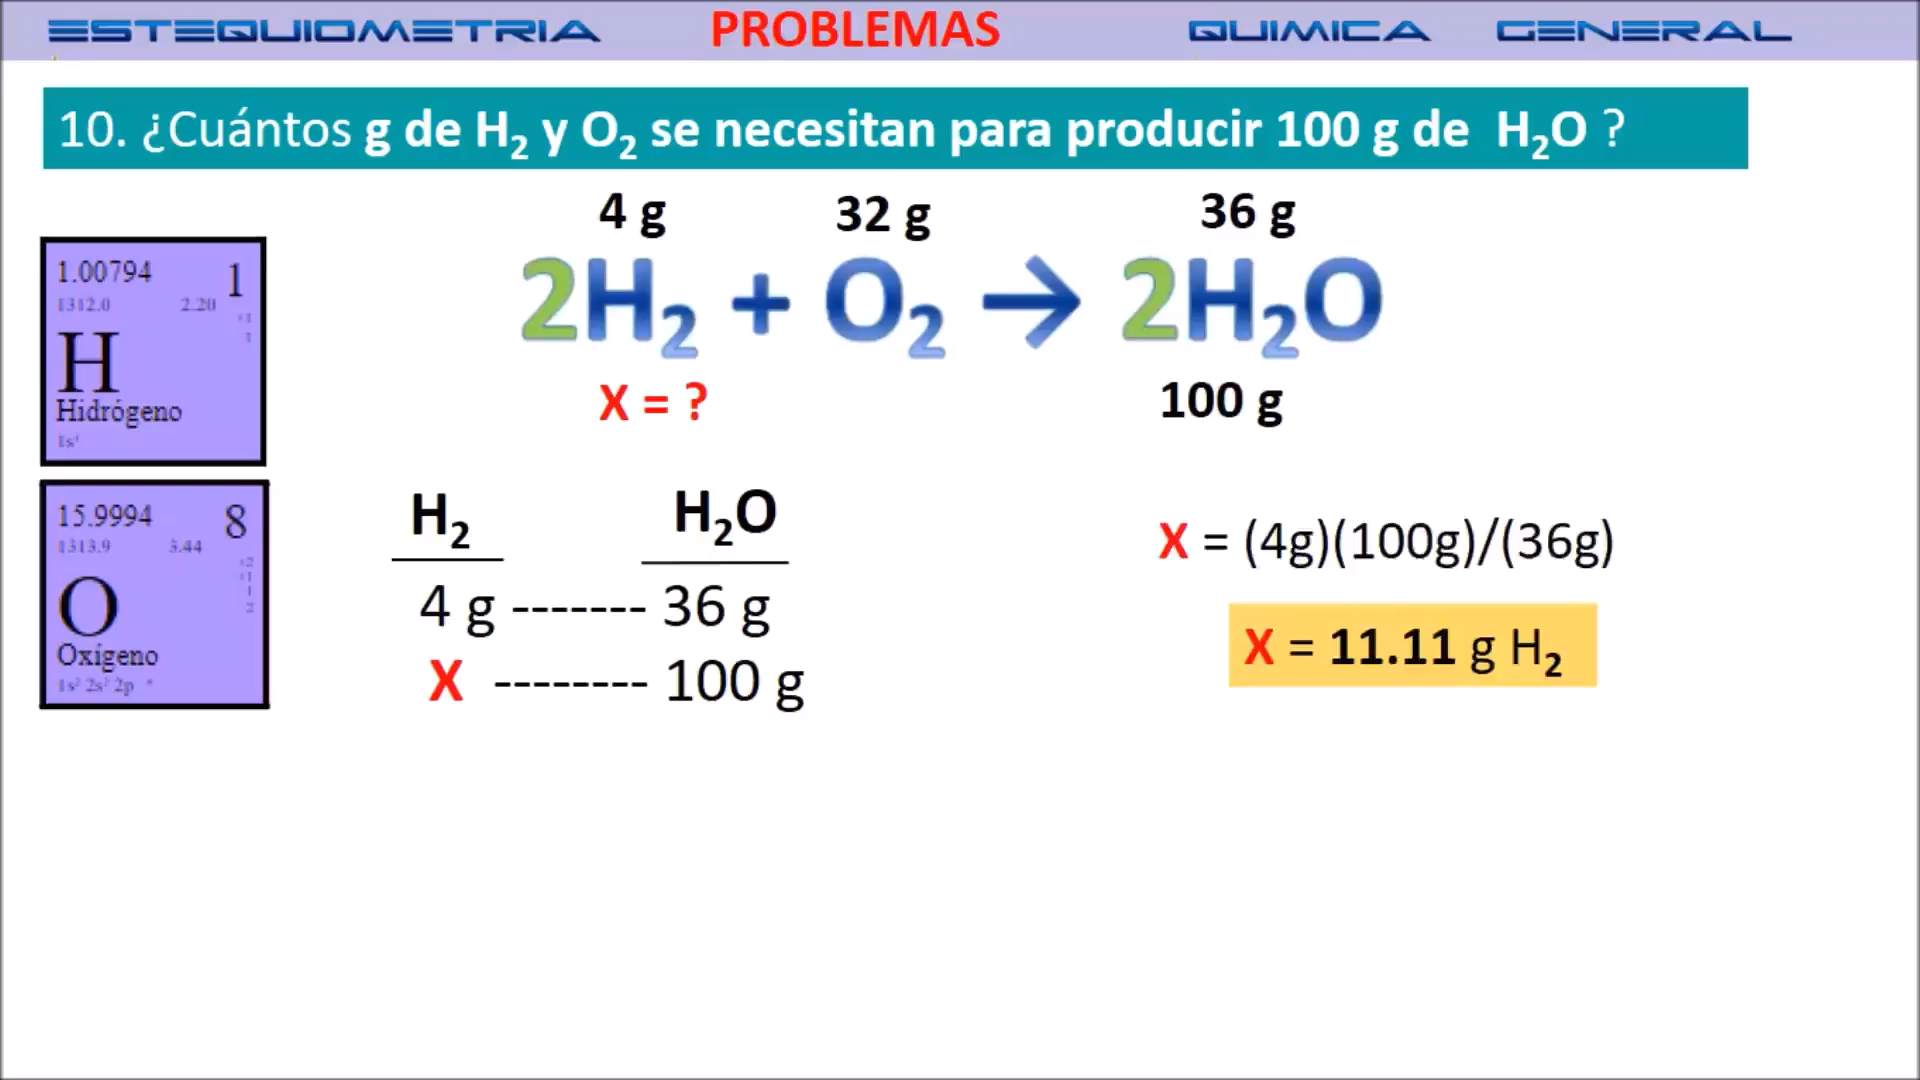 ESTEQUIOMETRIA PROBLEMAS QUIMICA GENERAL
10. ¿Cuántos g de H₂ y O₂ se necesitan para producir 100 g de H₂O ?
4 g 32 g 36 g
2H₂ + O₂ → 2H₂O
X = ? 100 g
1.00794 1
1312.0 2.20
+1
1
H
Hidrógeno
1s¹
15.9994 8
1313.9 3.44
O
Oxígeno
H₂ H₂O
4 g ------- 36 g
X -------- 100 g
X = (4g)(100g)/(36g)
X = 11.11 g H₂